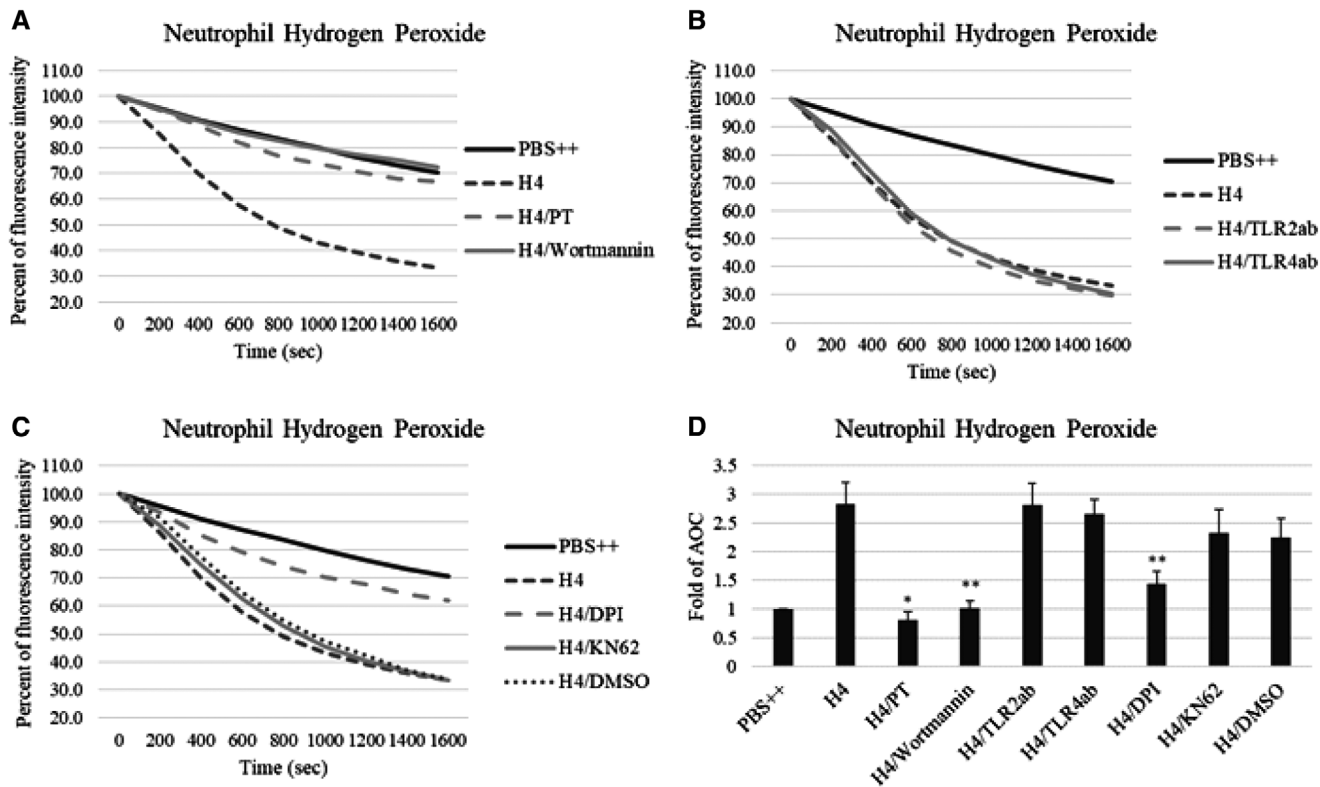 A
Neutrophil Hydrogen Peroxide
Percent of fluorescence intensity
110.0
100.0
90.0
80.0
70.0
60.0
50.0
40.0
30.0
20.0
0 200 400 600 800 1000 1200 1400 1600
Time (sec)
PBS++
H4
H4/PT
H4/Wortmannin
B
Neutrophil Hydrogen Peroxide
Percent of fluorescence intensity
110.0
100.0
90.0
80.0
70.0
60.0
50.0
40.0
30.0
20.0
0 200 400 600 800 1000 1200 1400 1600
Time (sec)
PBS++
H4
H4/TLR2ab
H4/TLR4ab
C
Neutrophil Hydrogen Peroxide
Percent of fluorescence intensity
110.0
100.0
90.0
80.0
70.0
60.0
50.0
40.0
30.0
20.0
0 200 400 600 800 1000 1200 1400 1600
Time (sec)
PBS++
H4
H4/DPI
H4/KN62
H4/DMSO
D
Neutrophil Hydrogen Peroxide
Fold of AOC
3.5
3
2.5
2
1.5
1
0.5
0
*
**
**
PBS++
H4
H4/PT
H4/Wortmannin
H4/TLR2ab
H4/TLR4ab
H4/DPI
H4/KN62
H4/DMSO